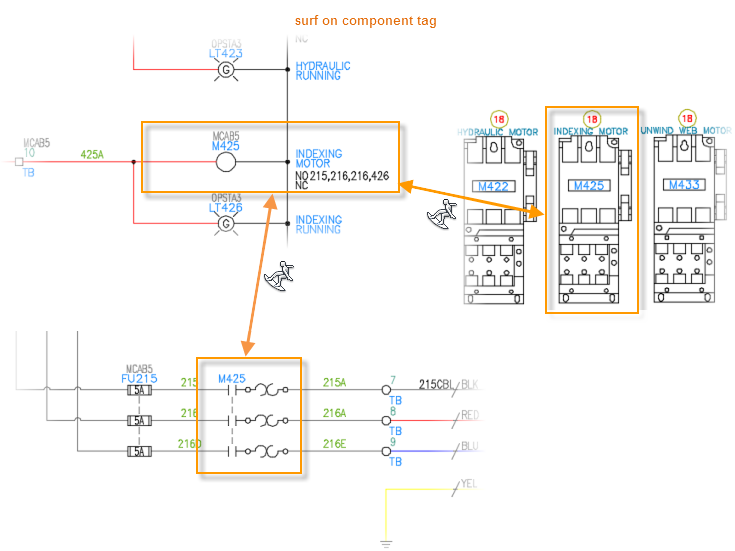 surf on component tag
NC
OPSTA3
LT423
G
HYDRAULIC
RUNNING
MCAB5
10
TB
425A
MCAB5
M425
INDEXING
MOTOR
NO215,216,216,426
NC
OPSTA3
LT426
G
INDEXING
RUNNING
1B
HYDRAULIC MOTOR
M422
1B
INDEXING MOTOR
M425
1B
UNWIND WEB MOTOR
M433
MCAB5
FU215
5A
215
M425
215A
7
TB
215CBL
BLK
5A
216
216A
8
TB
RED
5A
216D
216E
9
TB
BLU
YEL